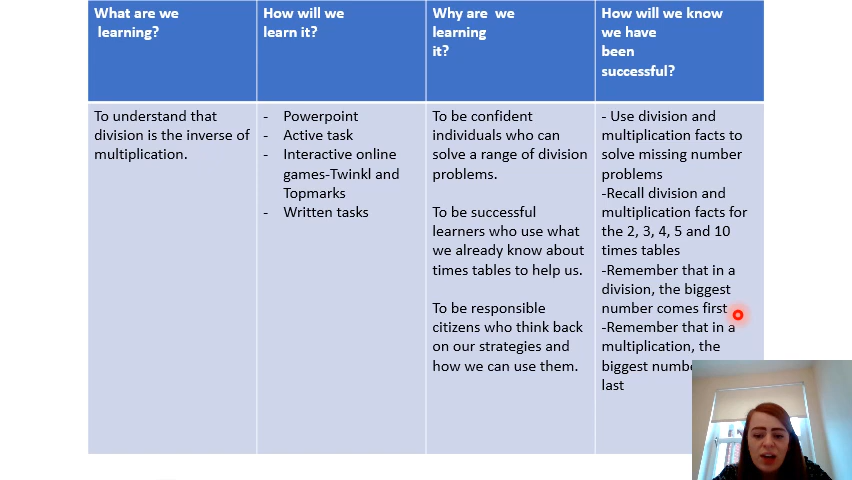 What are we
learning?
How will we
learn it?
Why are we
learning
it?
How will we know
we have
been
successful?
To understand that
division is the inverse of
multiplication.
- Powerpoint
- Active task
- Interactive online
games-Twinkl and
Topmarks
- Written tasks
To be confident
individuals who can
solve a range of division
problems.
To be successful
learners who use what
we already know about
times tables to help us.
To be responsible
citizens who think back
on our strategies and
how we can use them.
- Use division and
multiplication facts to
solve missing number
problems
-Recall division and
multiplication facts for
the 2, 3, 4, 5 and 10
times tables
-Remember that in a
division, the biggest
number comes first
-Remember that in a
multiplication, the
biggest
last